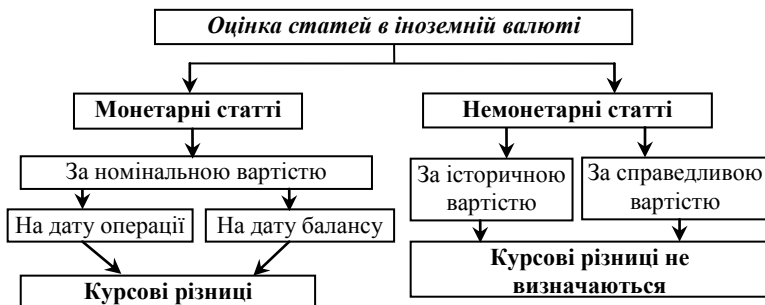 Оцінка статей в іноземній валюті
Монетарні статті
Немонетарні статті
За номінальною вартістю
За історичною
вартістю
За справедливою
вартістю
На дату операції
На дату балансу
Курсові різниці
Курсові різниці не
визначаються